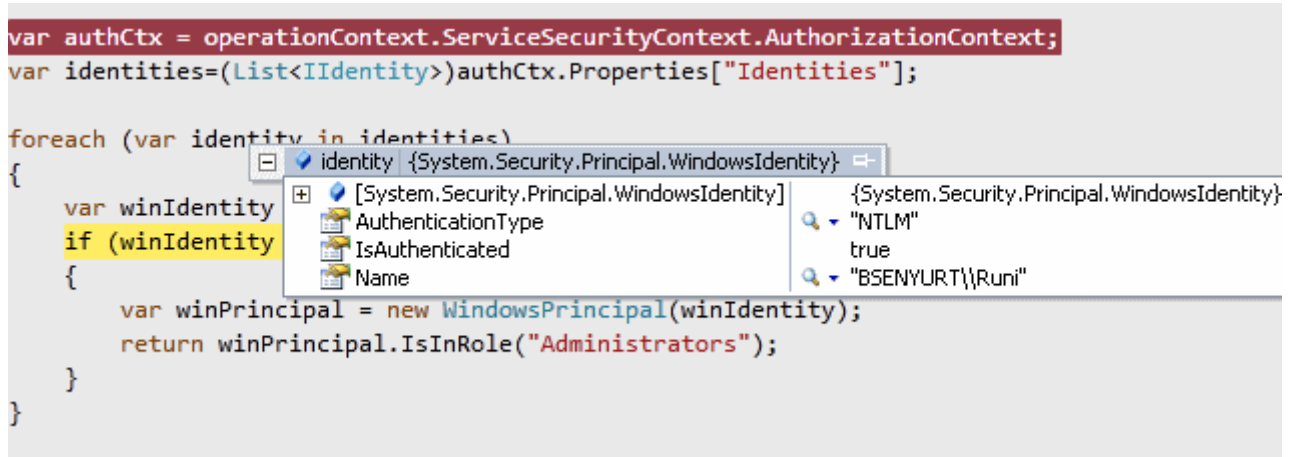 var authCtx = operationContext.ServiceSecurityContext.AuthorizationContext;
var identities=(List<IIdentity>)authCtx.Properties["Identities"];
foreach (var identity in identities)
identity {System.Security.Principal.WindowsIdentity}
{
[System.Security.Principal.WindowsIdentity] {System.Security.Principal.WindowsIdentity}
var winIdentity
AuthenticationType "NTLM"
if (winIdentity
IsAuthenticated true
{
Name "BSENYURT\\Runi"
var winPrincipal = new WindowsPrincipal(winIdentity);
return winPrincipal.IsInRole("Administrators");
}
}